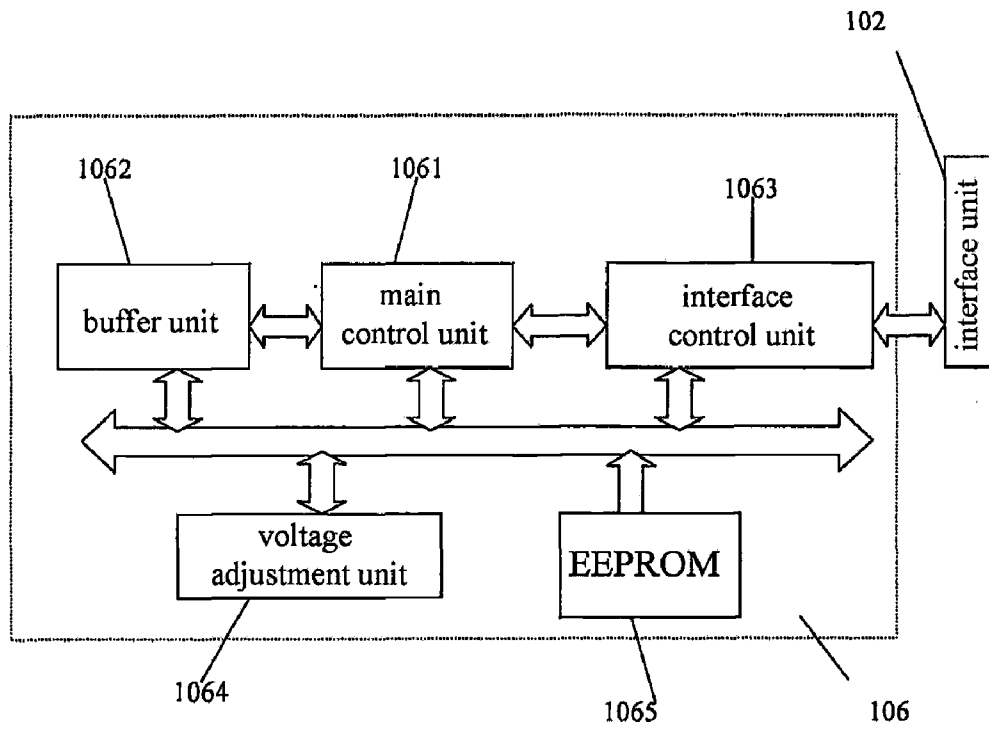 102
1062
1061
1063
buffer unit
main
control unit
interface
control unit
interface unit
voltage
adjustment unit
EEPROM
1064
1065
106